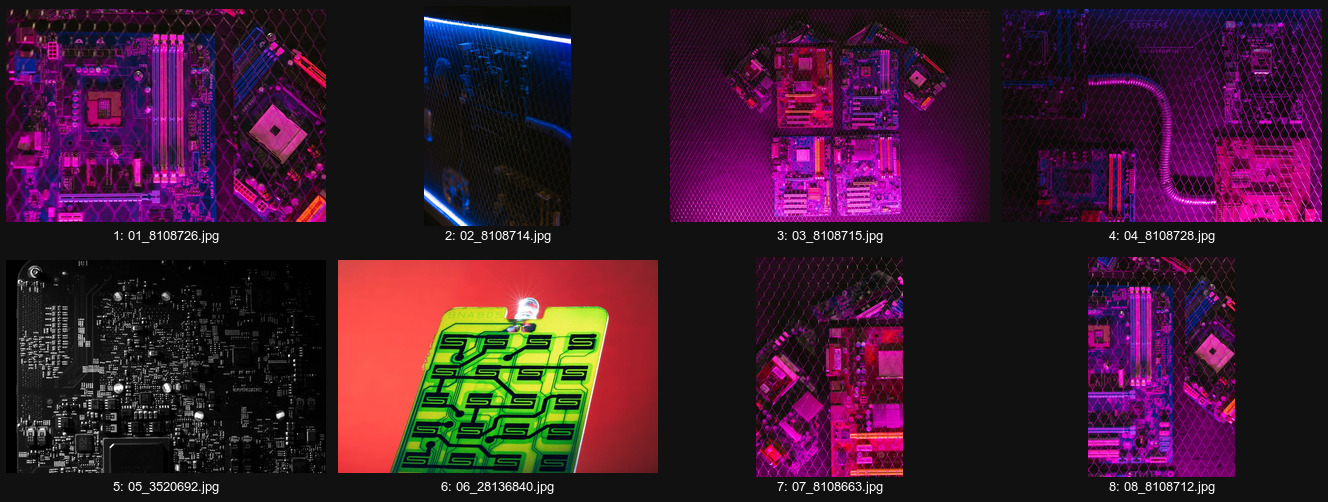 1: 01_8108726.jpg
2: 02_8108714.jpg
3: 03_8108715.jpg
4: 04_8108728.jpg
5: 05_3520692.jpg
6: 06_28136840.jpg
7: 07_8108663.jpg
8: 08_8108712.jpg